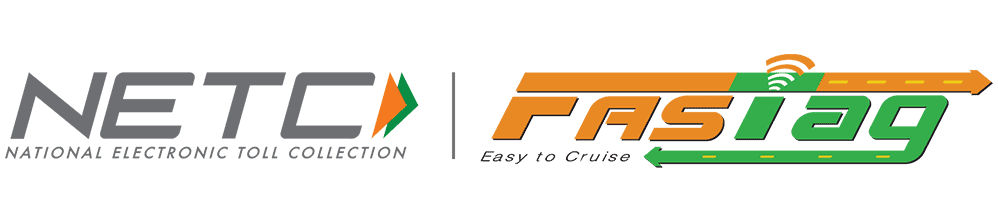 NETC
NATIONAL ELECTRONIC TOLL COLLECTION
FASTag
Easy to Cruise